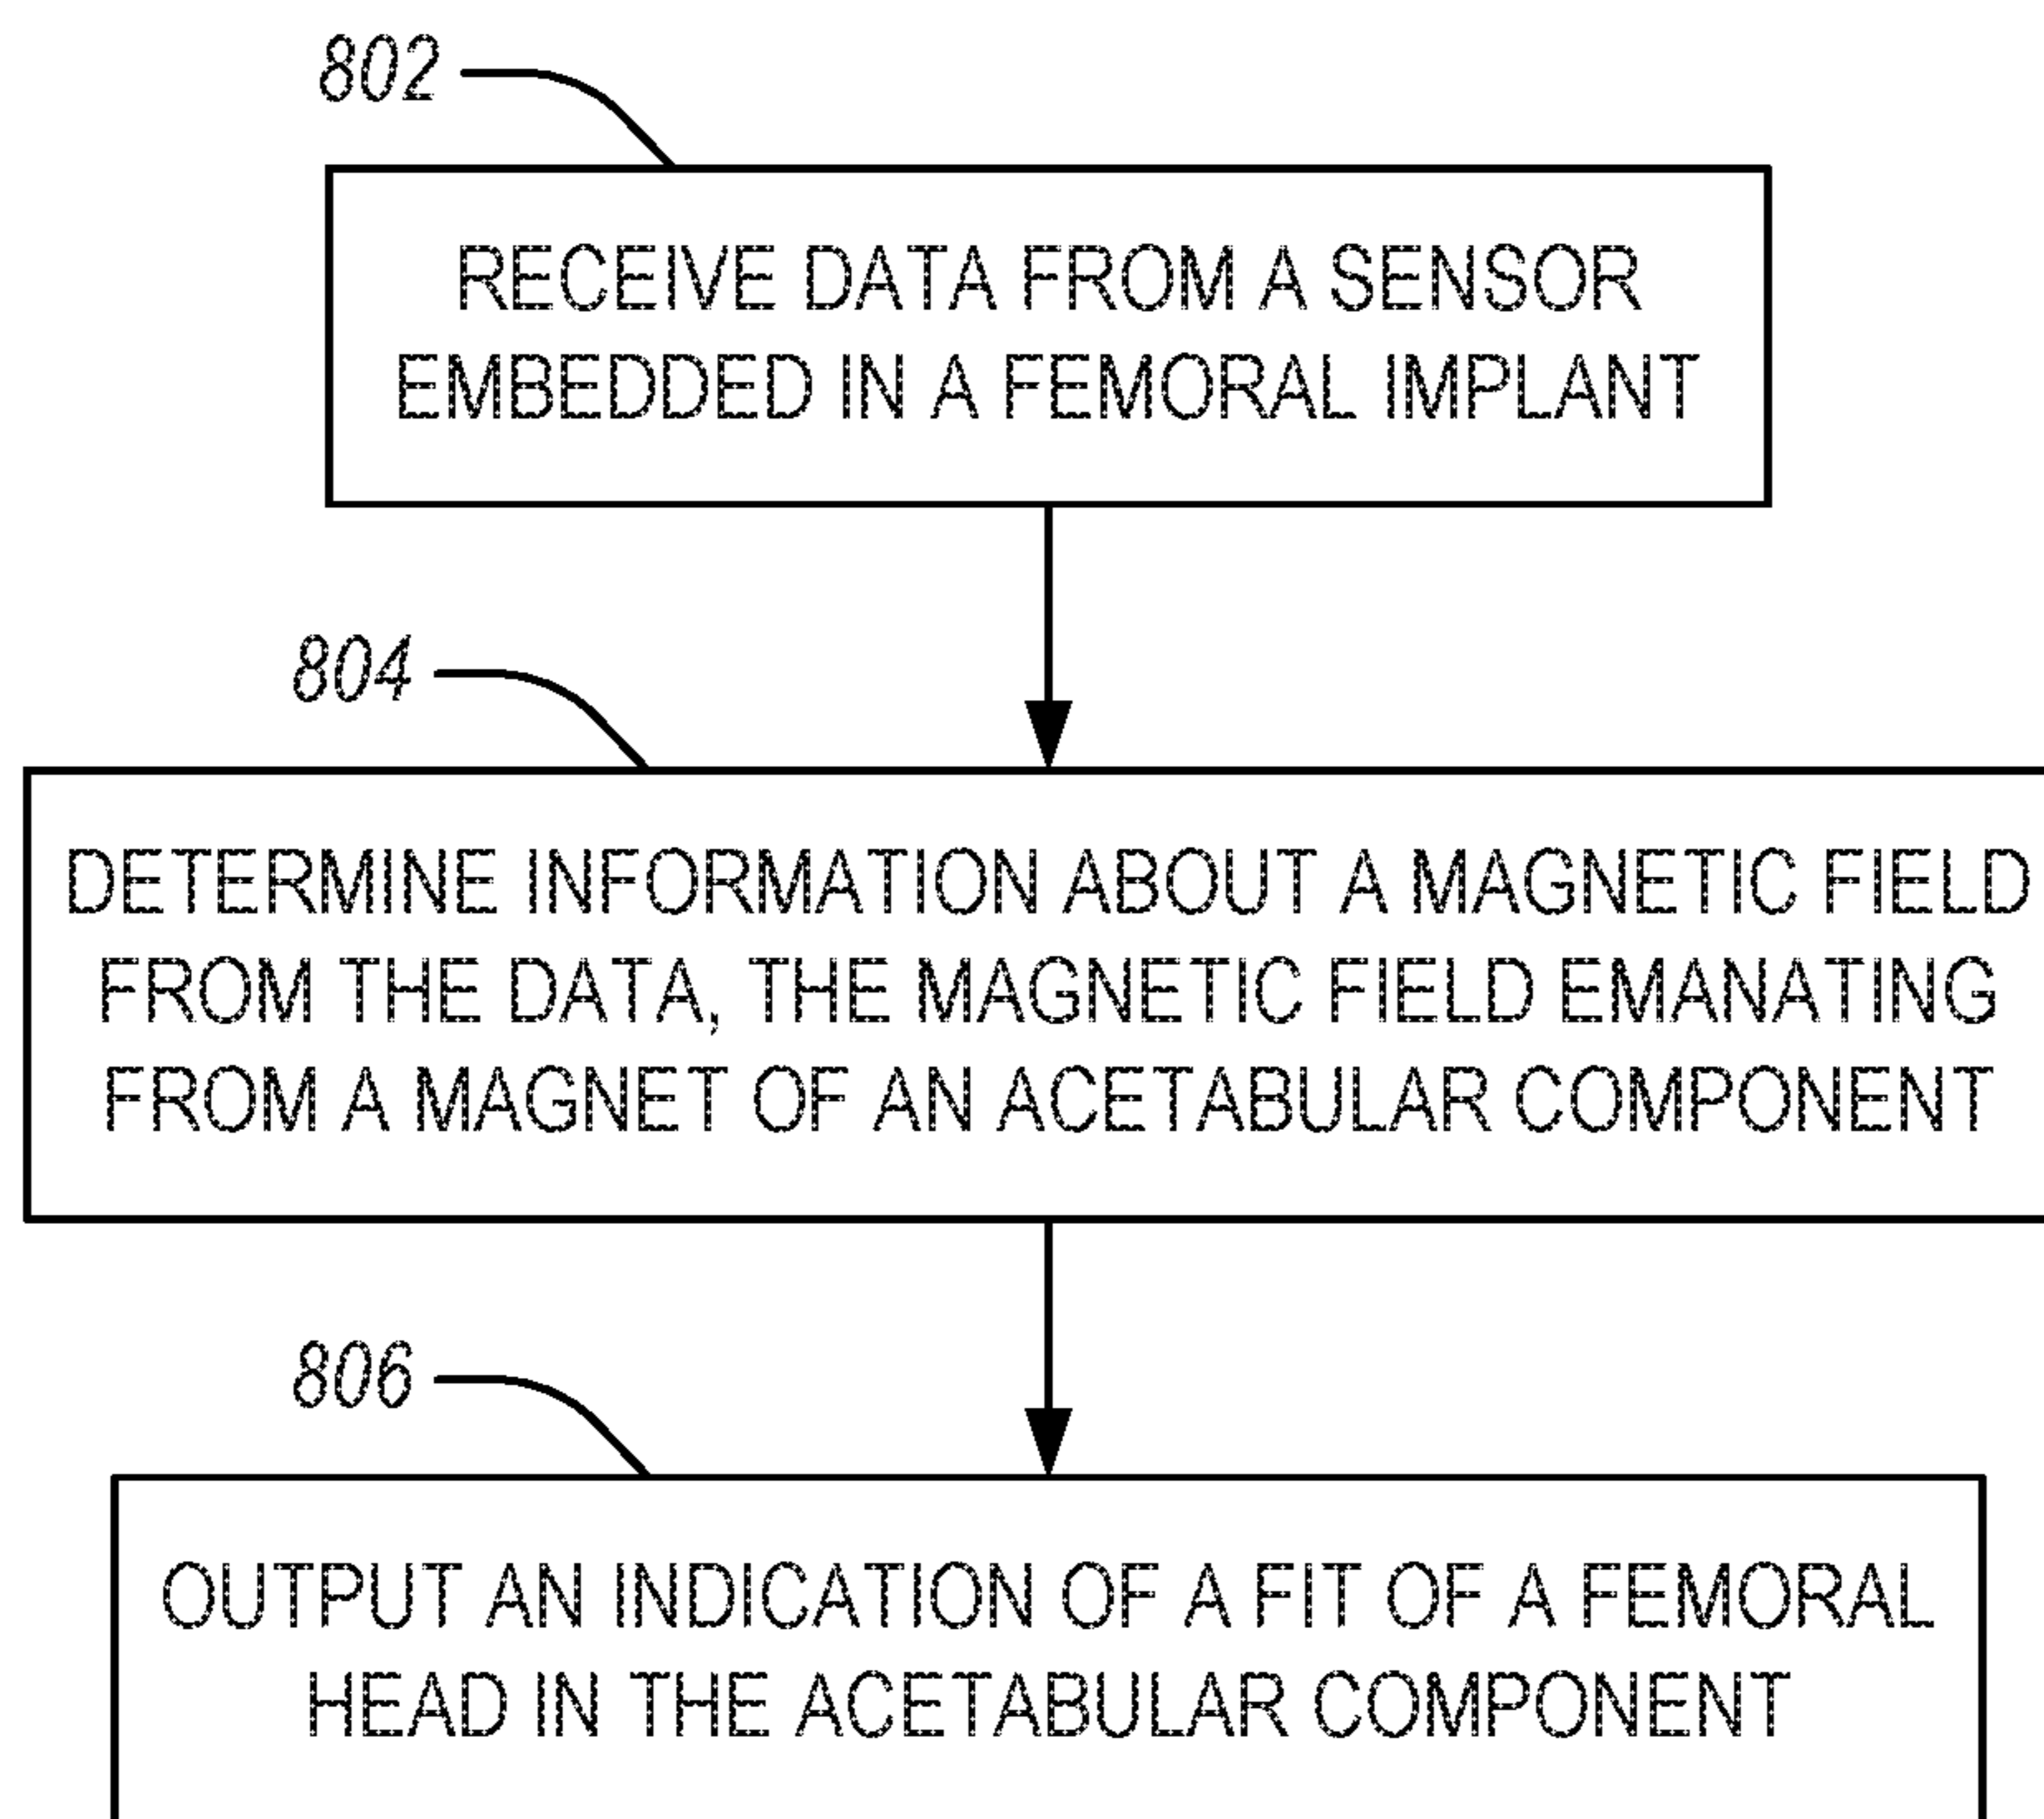 802
RECEIVE DATA FROM A SENSOR
EMBEDDED IN A FEMORAL IMPLANT
804
DETERMINE INFORMATION ABOUT A MAGNETIC FIELD
FROM THE DATA, THE MAGNETIC FIELD EMANATING
FROM A MAGNET OF AN ACETABULAR COMPONENT
806
OUTPUT AN INDICATION OF A FIT OF A FEMORAL
HEAD IN THE ACETABULAR COMPONENT